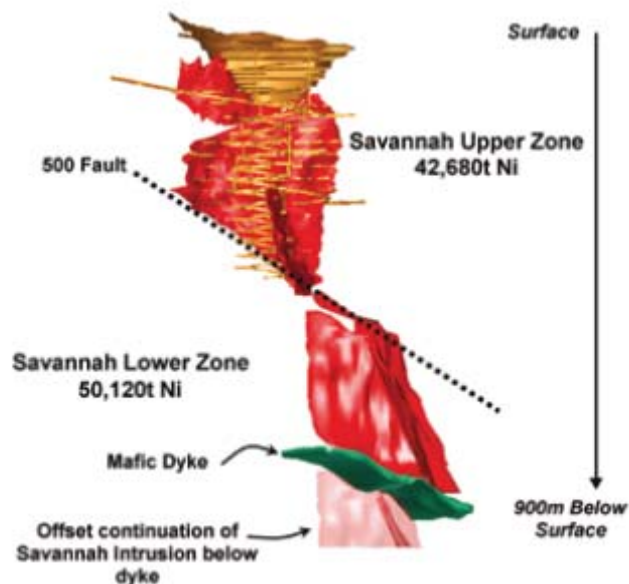 Surface
Savannah Upper Zone
42,680t Ni
500 Fault
Savannah Lower Zone
50,120t Ni
Mafic Dyke
900m Below
Surface
Offset continuation of
Savannah Intrusion below
dyke